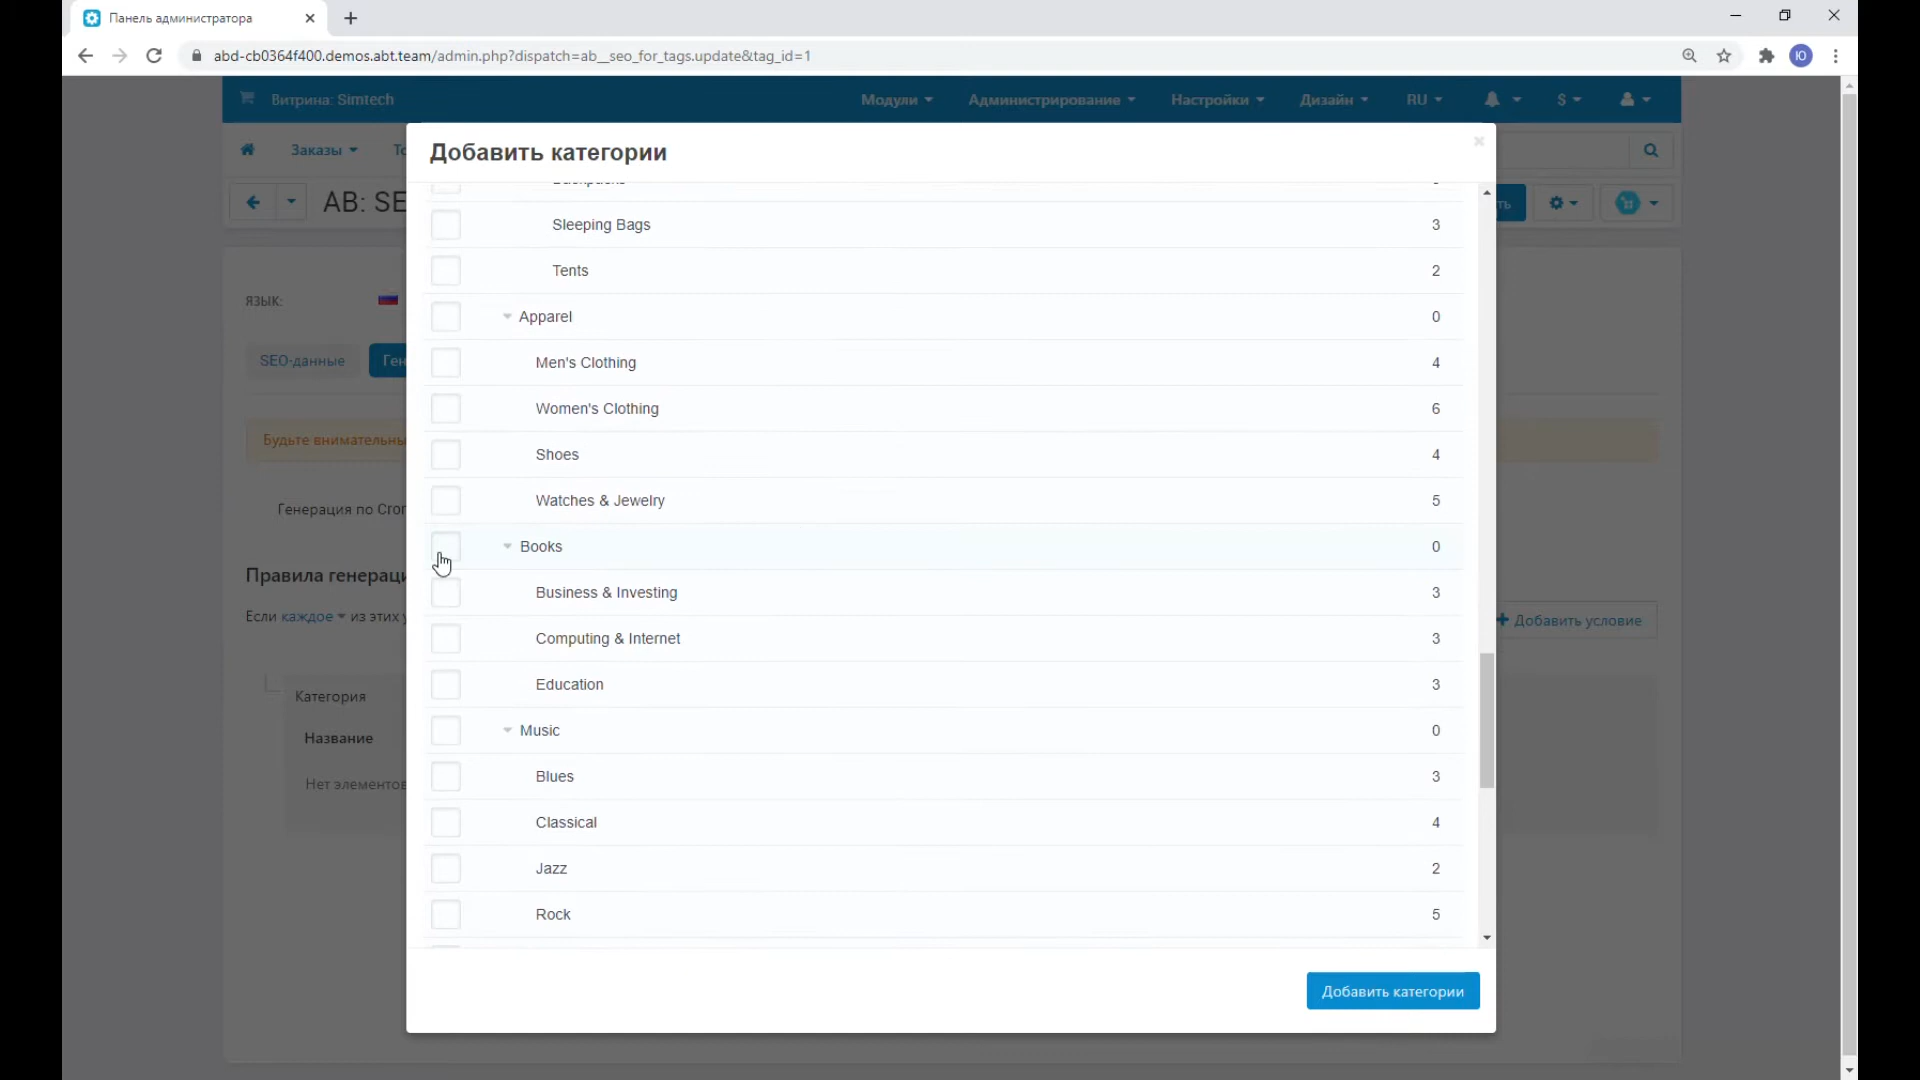 Панель администратора
abd-cb0364f400.demos.abt.team/admin.php?dispatch=ab__seo_for_tags.update&tag_id=1
Ю
Витрина: Simtech
Модули
Администрирование
Настройки
Дизайн
RU
$
Заказы
AB: SE
Добавить категории
Sleeping Bags 3
Tents 2
Apparel 0
Men's Clothing 4
Women's Clothing 6
Shoes 4
Watches & Jewelry 5
Books 0
Business & Investing 3
Computing & Internet 3
Education 3
Music 0
Blues 3
Classical 4
Jazz 2
Rock 5
Добавить категории
ЯЗЫК:
SEO-данные
Ген
Будьте внимательны
Генерация по Cron
Правила генераци
Если каждое из этих у
Добавить условие
Категория
Название
Нет элементов